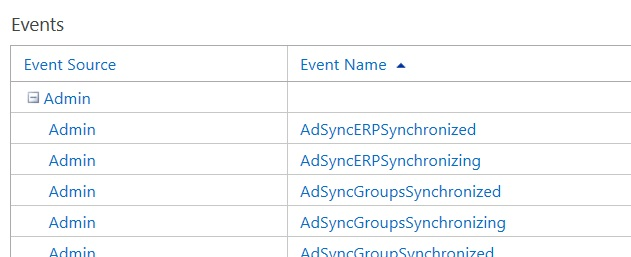 Events
Event Source Event Name
Admin
Admin AdSyncERPSynchronized
Admin AdSyncERPSynchronizing
Admin AdSyncGroupsSynchronized
Admin AdSyncGroupsSynchronizing
Admin AdSyncGroupSynchronized